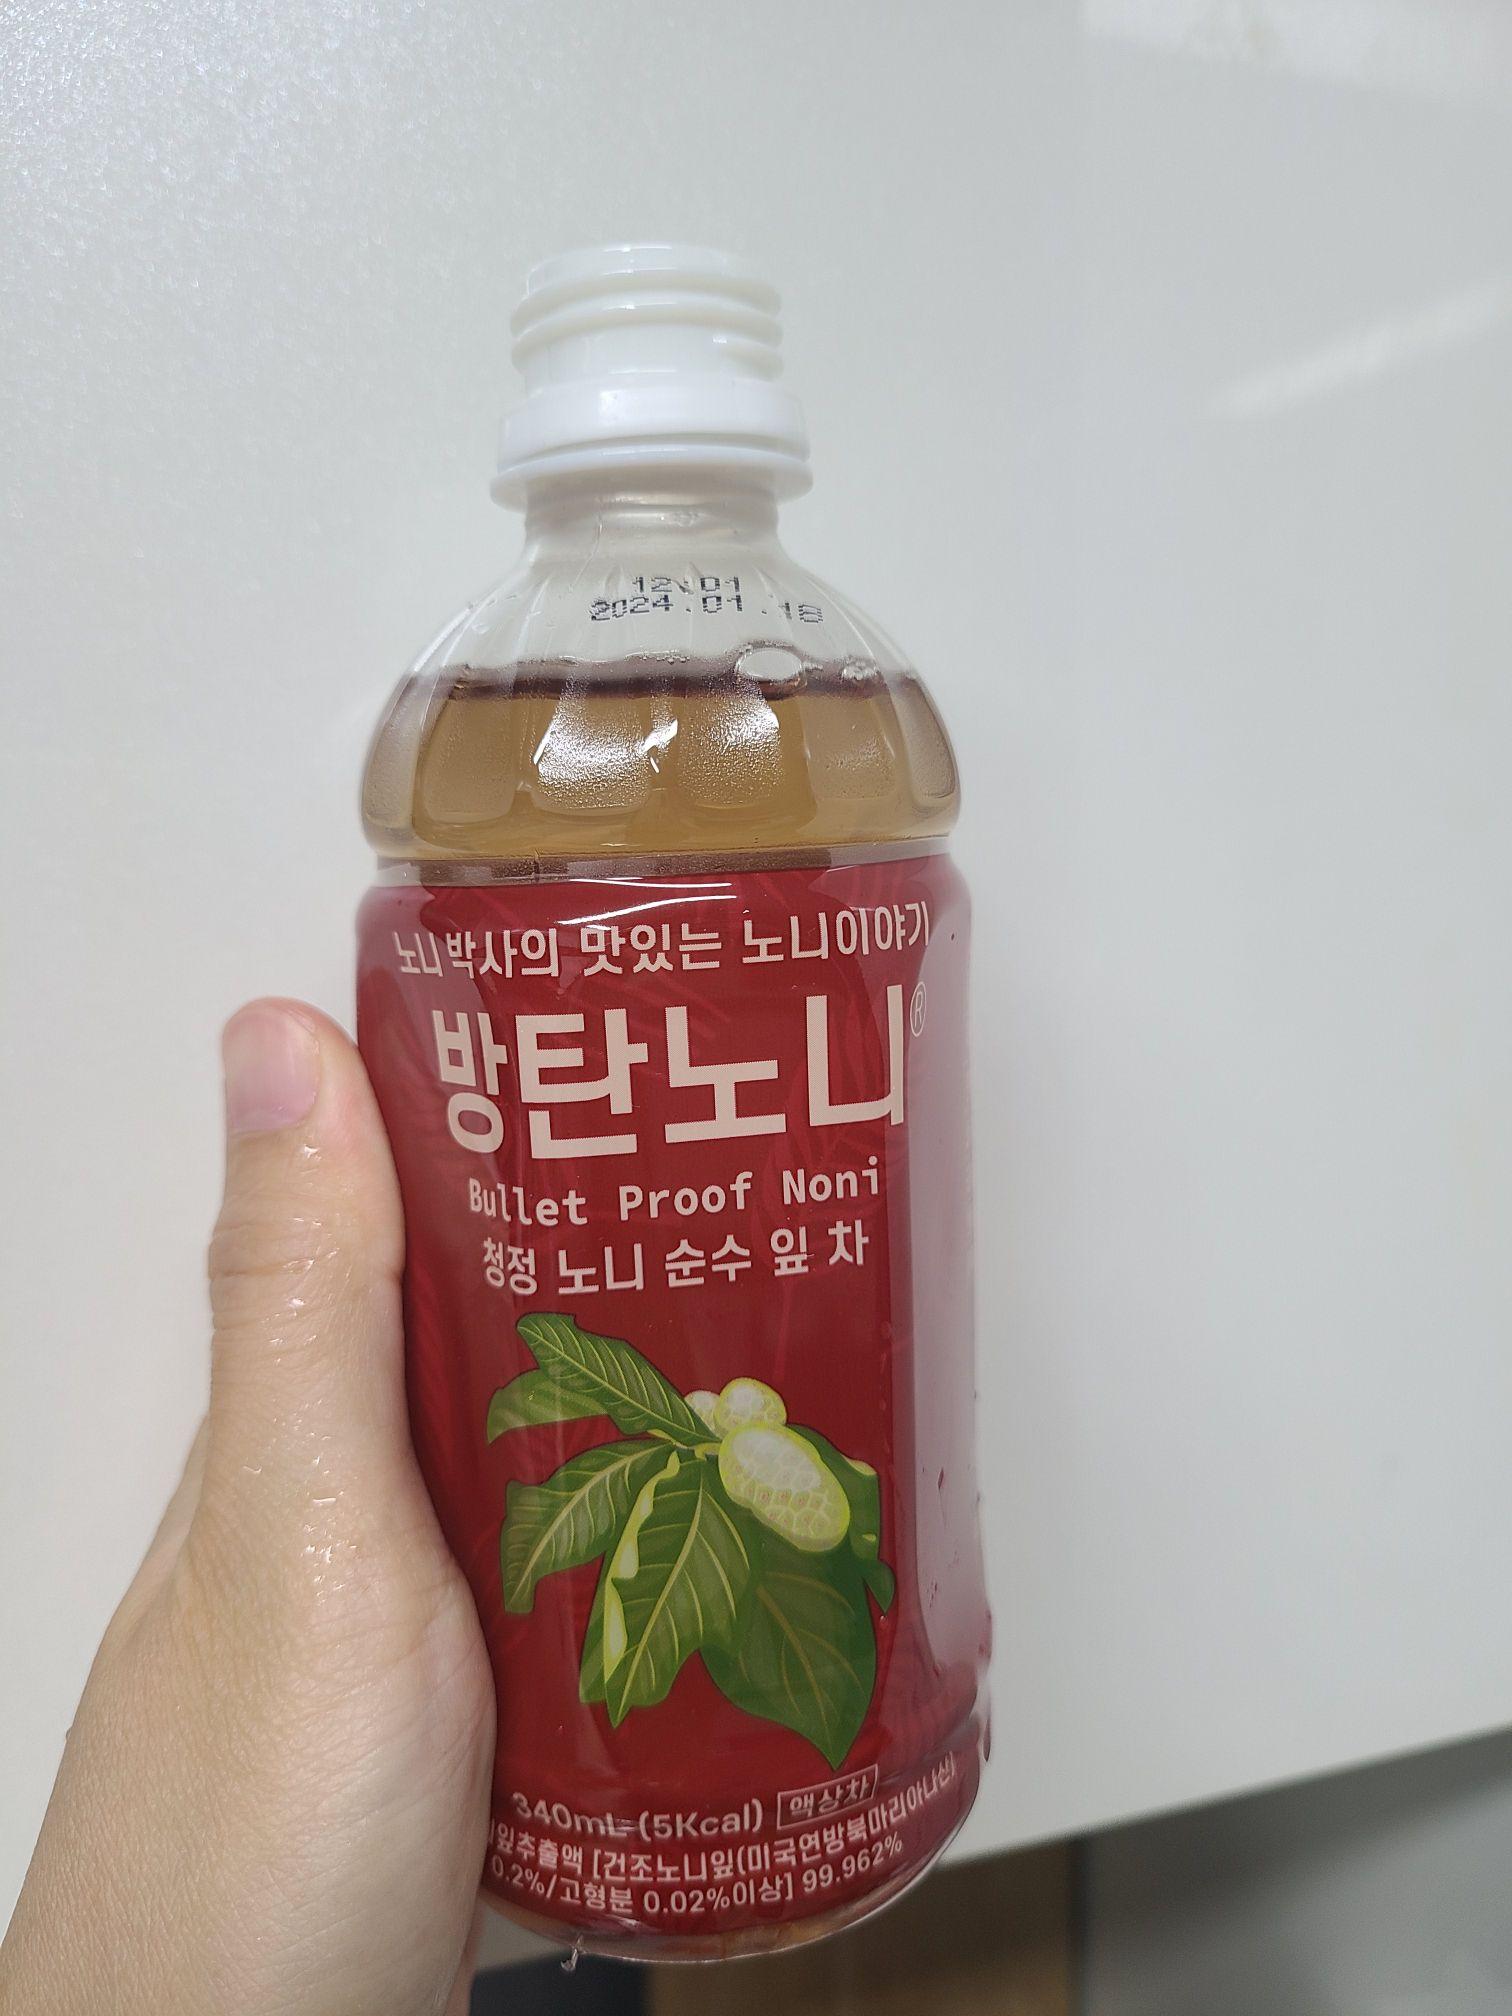 12:01
2024.01.18
노니박사의 맛있는 노니이야기
방탄노니®
Bullet Proof Noni
청정 노니 순수 잎 차
340mL (5Kcal) 액상차
잎추출액 [건조노니잎(미국연방북마리아나산)
0.2%/고형분 0.02%이상] 99.962%